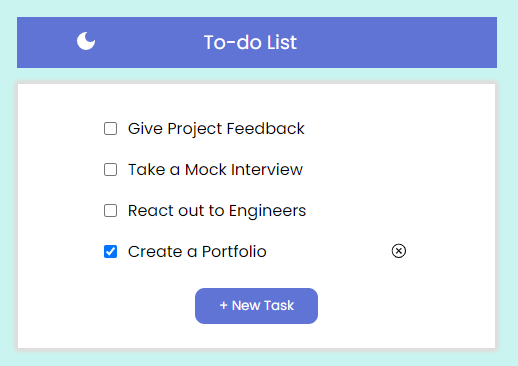 To-do List
Give Project Feedback
Take a Mock Interview
React out to Engineers
Create a Portfolio
+ New Task